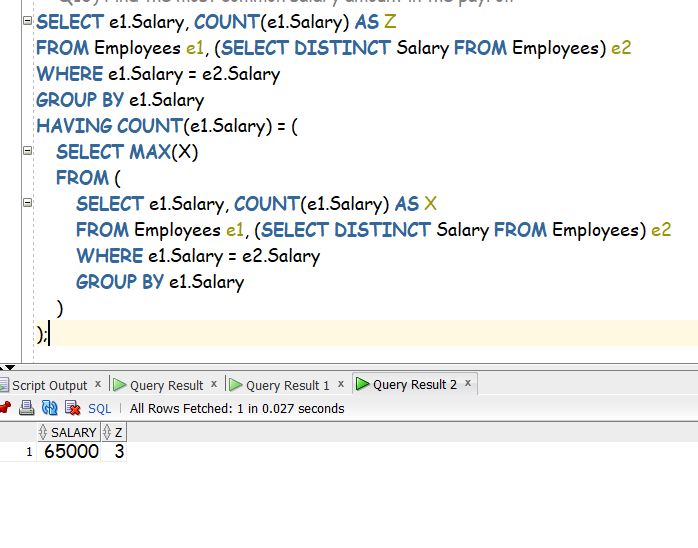 SELECT e1.Salary, COUNT(e1.Salary) AS Z
FROM Employees e1, (SELECT DISTINCT Salary FROM Employees) e2
WHERE e1.Salary = e2.Salary
GROUP BY e1.Salary
HAVING COUNT(e1.Salary) = (
SELECT MAX(X)
FROM (
SELECT e1.Salary, COUNT(e1.Salary) AS X
FROM Employees e1, (SELECT DISTINCT Salary FROM Employees) e2
WHERE e1.Salary = e2.Salary
GROUP BY e1.Salary
)
);
Script Output x Query Result x Query Result 1 x Query Result 2 x
SQL | All Rows Fetched: 1 in 0.027 seconds
SALARY Z
1 65000 3